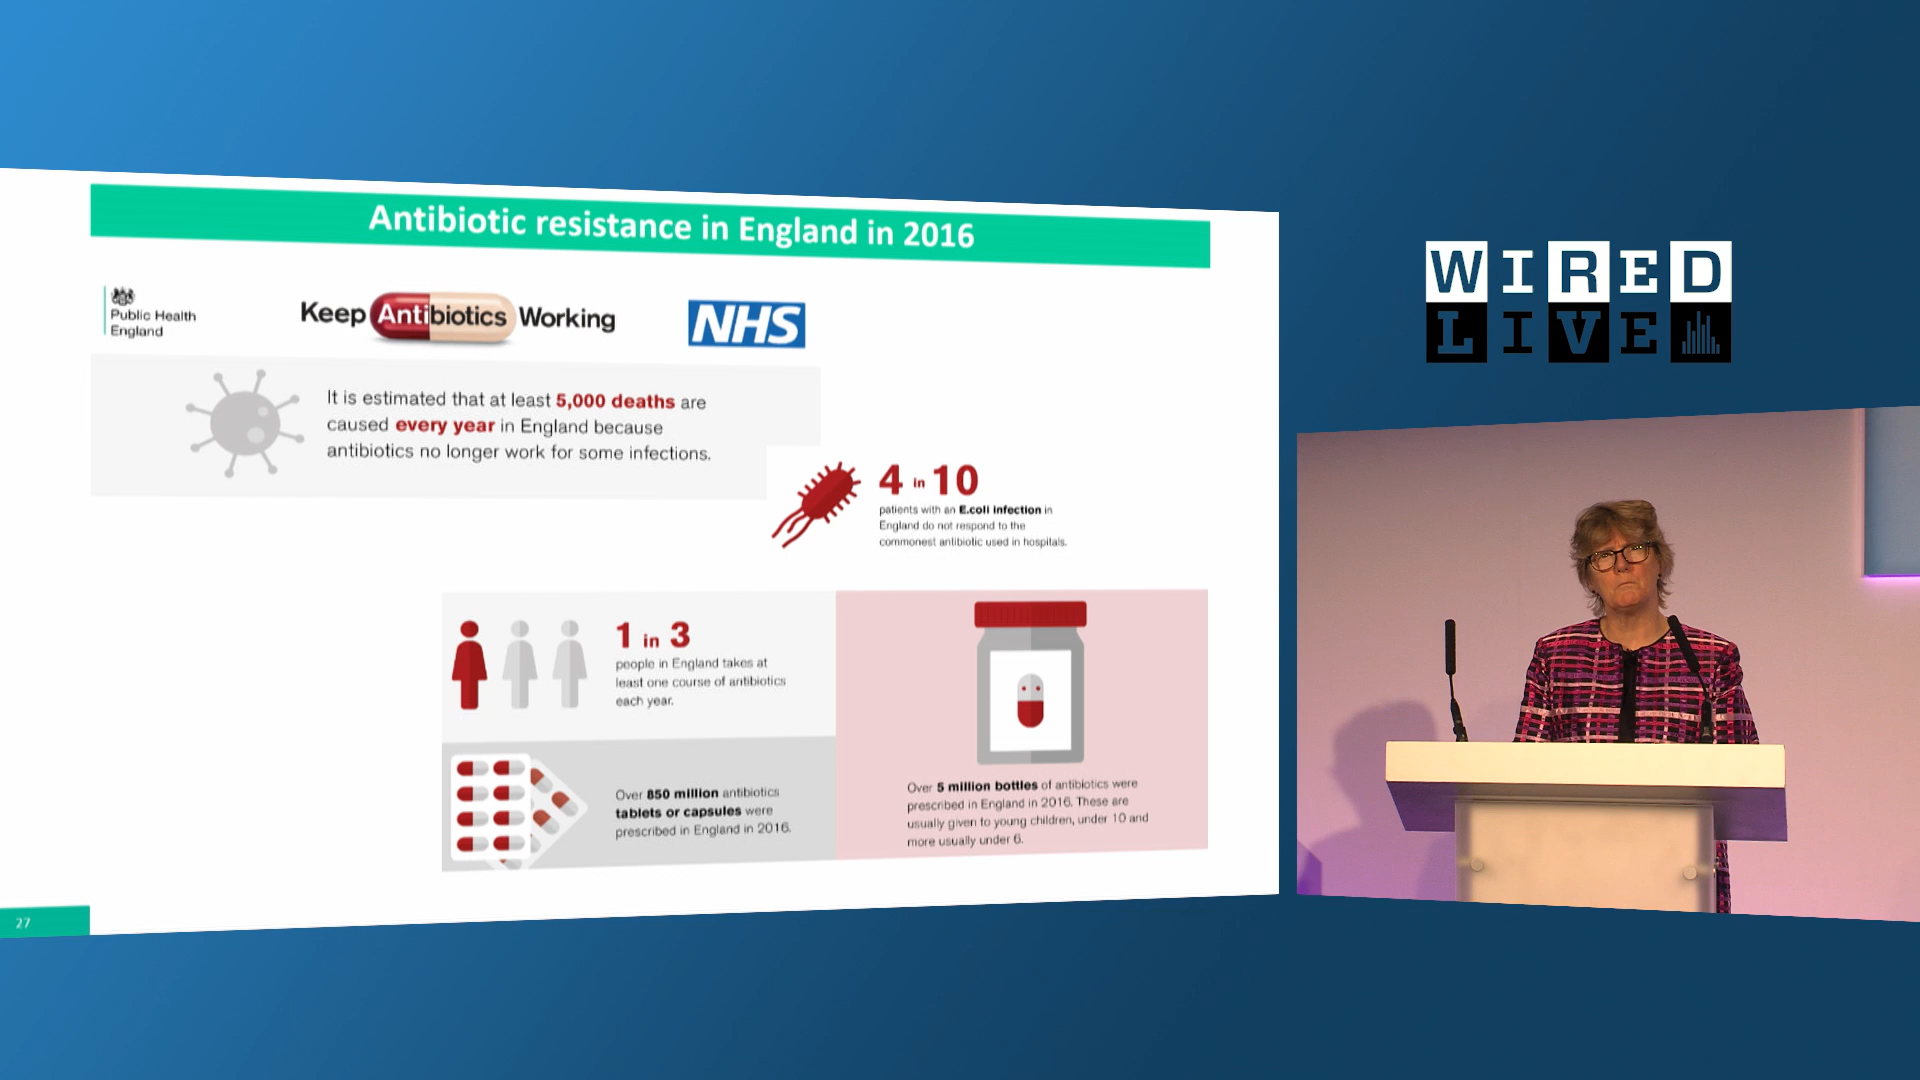 Antibiotic resistance in England in 2016
Public Health
England
Keep Antibiotics Working
NHS
It is estimated that at least 5,000 deaths are
caused every year in England because
antibiotics no longer work for some infections.
4 in 10
patients with an E.coli infection in
England do not respond to the
commonest antibiotic used in hospitals.
1 in 3
people in England takes at
least one course of antibiotics
each year.
Over 850 million antibiotics
tablets or capsules were
prescribed in England in 2016.
Over 5 million bottles of antibiotics were
prescribed in England in 2016. These are
usually given to young children, under 10 and
more usually under 6.
27
WIRED
LIVE